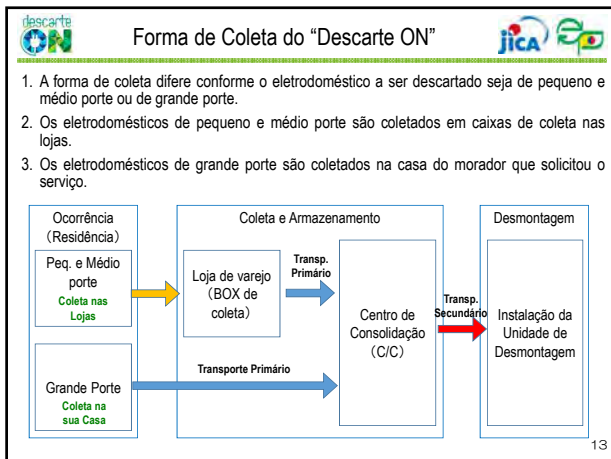 descarte
ON
Forma de Coleta do “Descarte ON”
jICA
1. A forma de coleta difere conforme o eletrodoméstico a ser descartado seja de pequeno e
médio porte ou de grande porte.
2. Os eletrodomésticos de pequeno e médio porte são coletados em caixas de coleta nas
lojas.
3. Os eletrodomésticos de grande porte são coletados na casa do morador que solicitou o
serviço.
Ocorrência
（Residência）
Coleta e Armazenamento
Desmontagem
Peq. e Médio
porte
Coleta nas
Lojas
Loja de varejo
（BOX de
coleta）
Transp.
Primário
Centro de
Consolidação
（C/C）
Transp.
Secundário
Instalação da
Unidade de
Desmontagem
Transporte Primário
Grande Porte
Coleta na
sua Casa
13